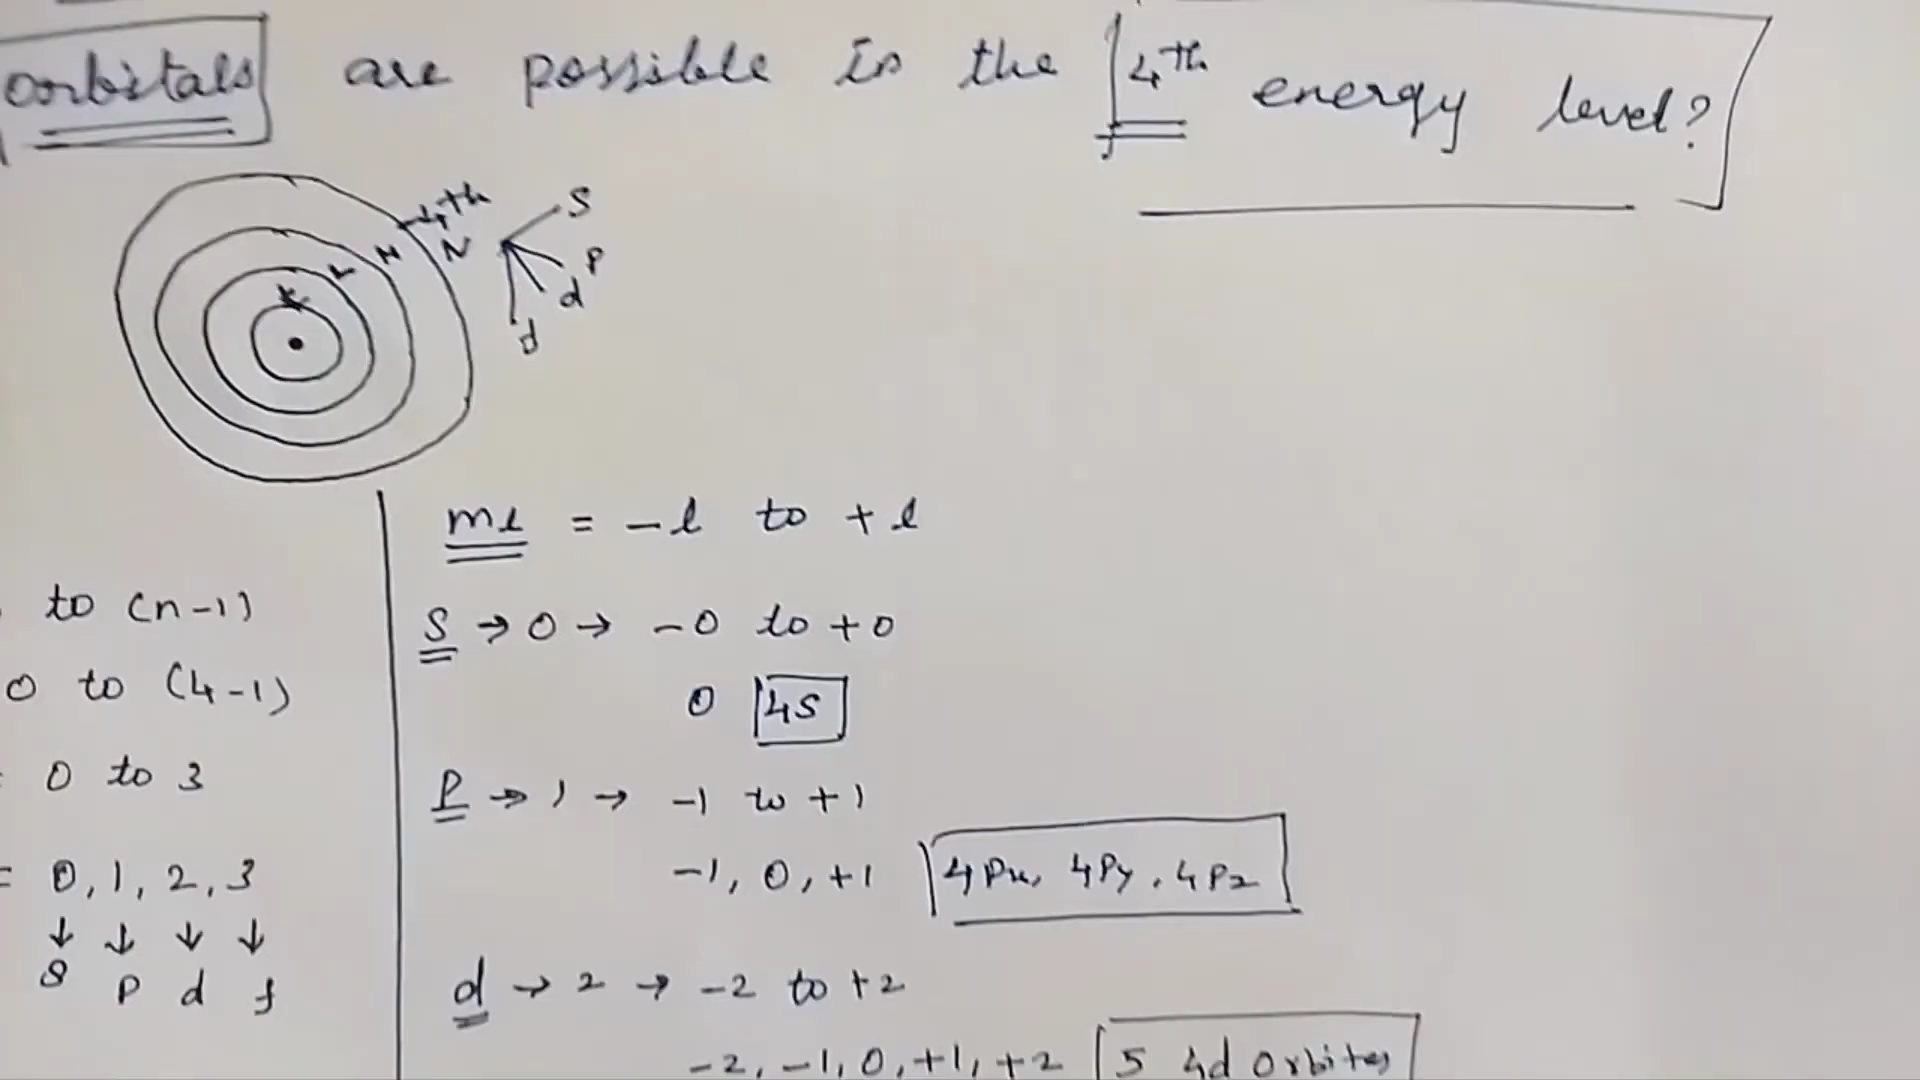 orbitals are possible in the 4th energy level?
4th
K L M N
s
p
d
d
to (n-1)
0 to (4-1)
= 0 to 3
= 0, 1, 2, 3
↓ ↓ ↓ ↓
s p d f
ml = -l to +l
S → 0 → -0 to +0
0 4S
P → 1 → -1 to +1
-1, 0, +1 4Px, 4Py, 4Pz
d → 2 → -2 to +2
-2, -1, 0, +1, +2 5 4d orbitas